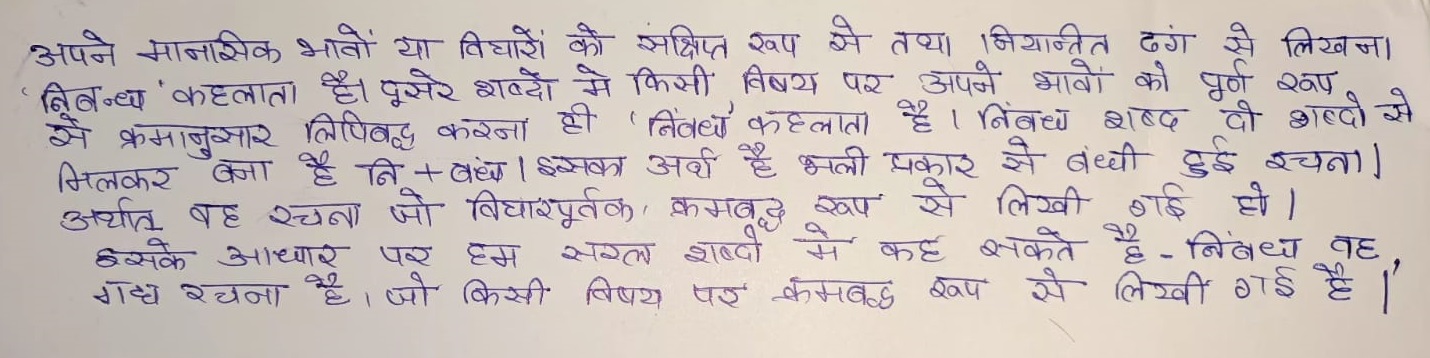 अपने मानासिक भावों या विचारों को संक्षिप्त रूप से तथा नियान्तीत ढंग से लिखना
'निबन्ध' कहलाता है। दूसरे शब्दों मे किसी विषय पर अपने भावों को पूर्ण रूप
से क्रमानुसार लिपिबद्ध करना ही 'निंबंध' कहलाता है। निंबंध शब्द दो शब्दो से
मिलकर बना है नि + बंध। इसका अर्थ है भली प्रकार से बंधी हुई रचना।
अर्थात् वह रचना जो विचारपूर्वक, क्रमबद्ध रूप से लिखी गई हो।
इसके आधार पर हम सरल शब्दो मे कह सकते है - निंबंध वह,
गद्य रचना है, जो किसी विषय पर क्रमबद्ध रूप से लिखी गई है।'